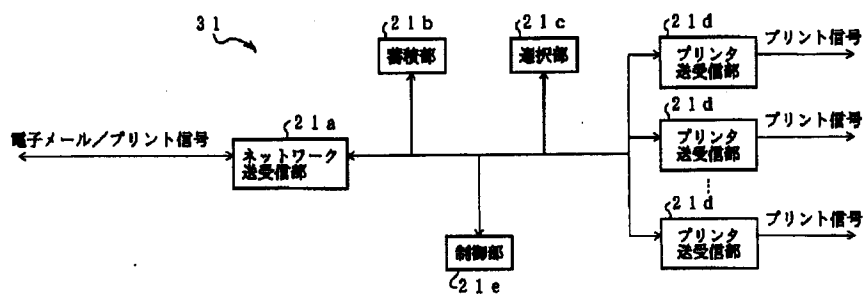 31
21b
蓄積部
21c
選択部
21d
プリンタ
送受信部
プリント信号
21d
プリンタ
送受信部
プリント信号
21d
プリンタ
送受信部
プリント信号
電子メール／プリント信号
21a
ネットワーク
送受信部
制御部
21e